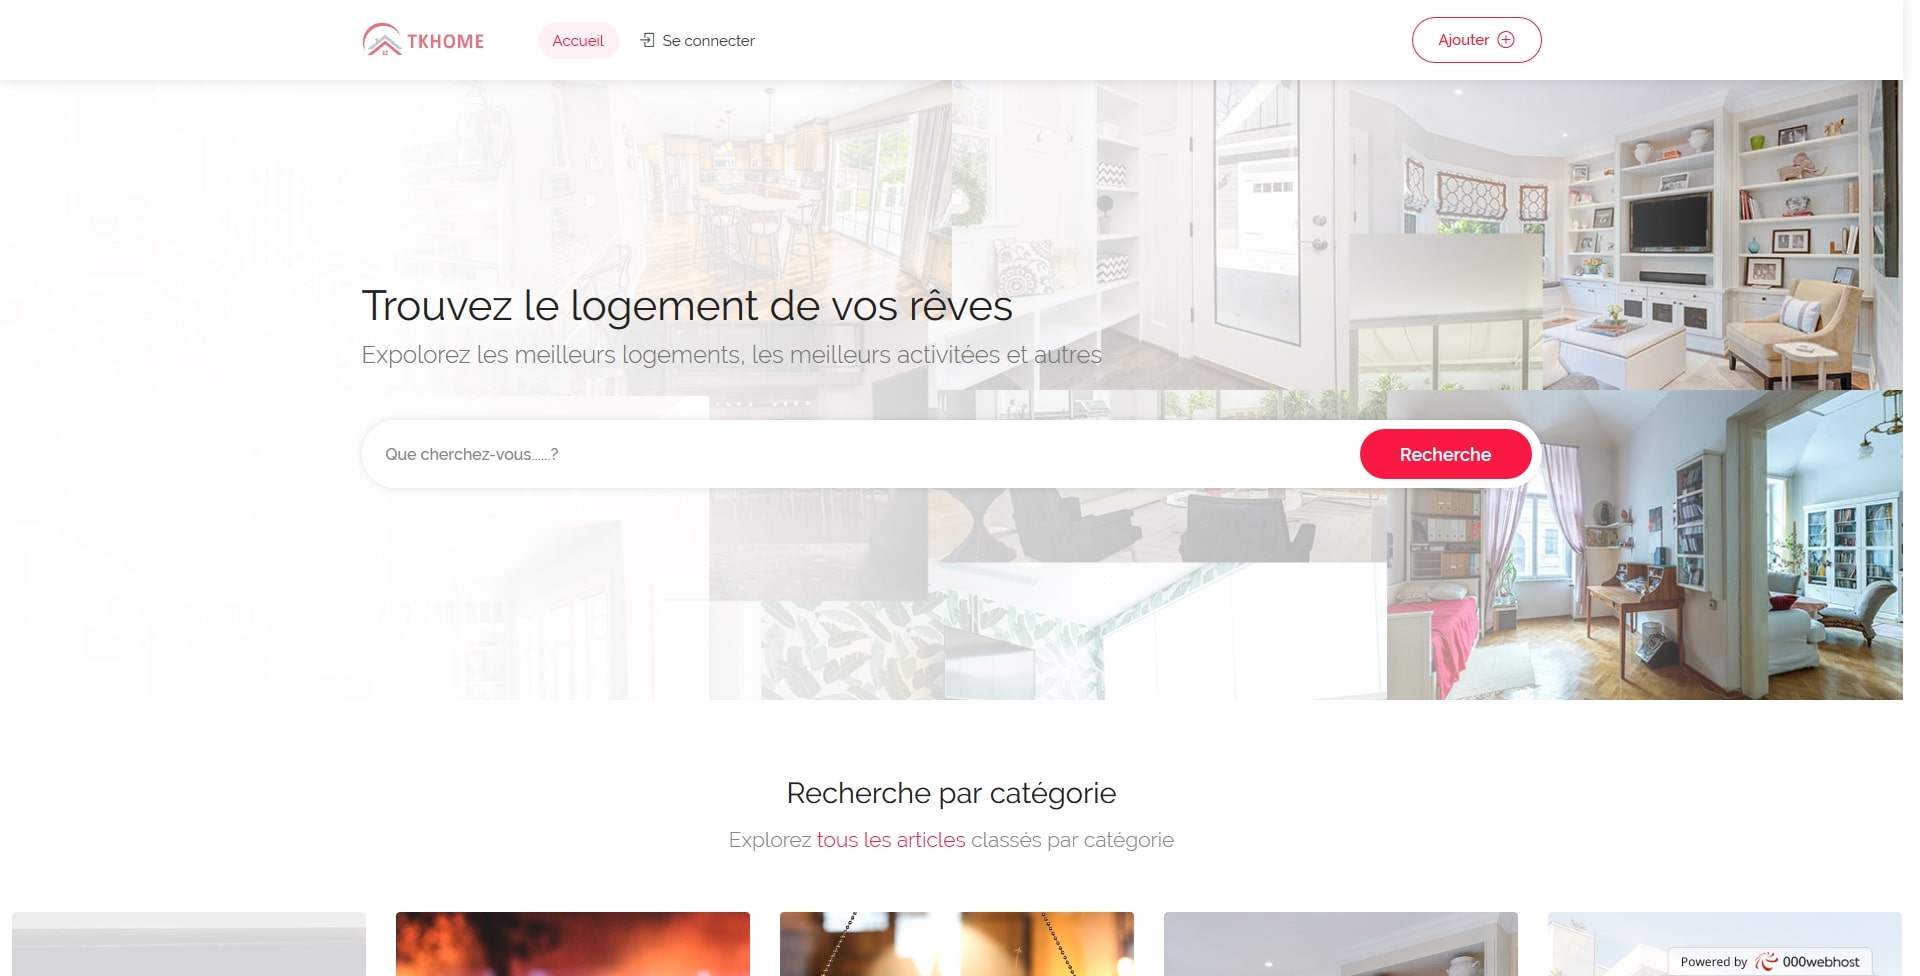 TKHOME
Accueil
Se connecter
Ajouter
Trouvez le logement de vos rêves
Expolorez les meilleurs logements, les meilleurs activitées et autres
Que cherchez-vous......?
Recherche
Recherche par catégorie
Explorez tous les articles classés par catégorie
Powered by 000webhost